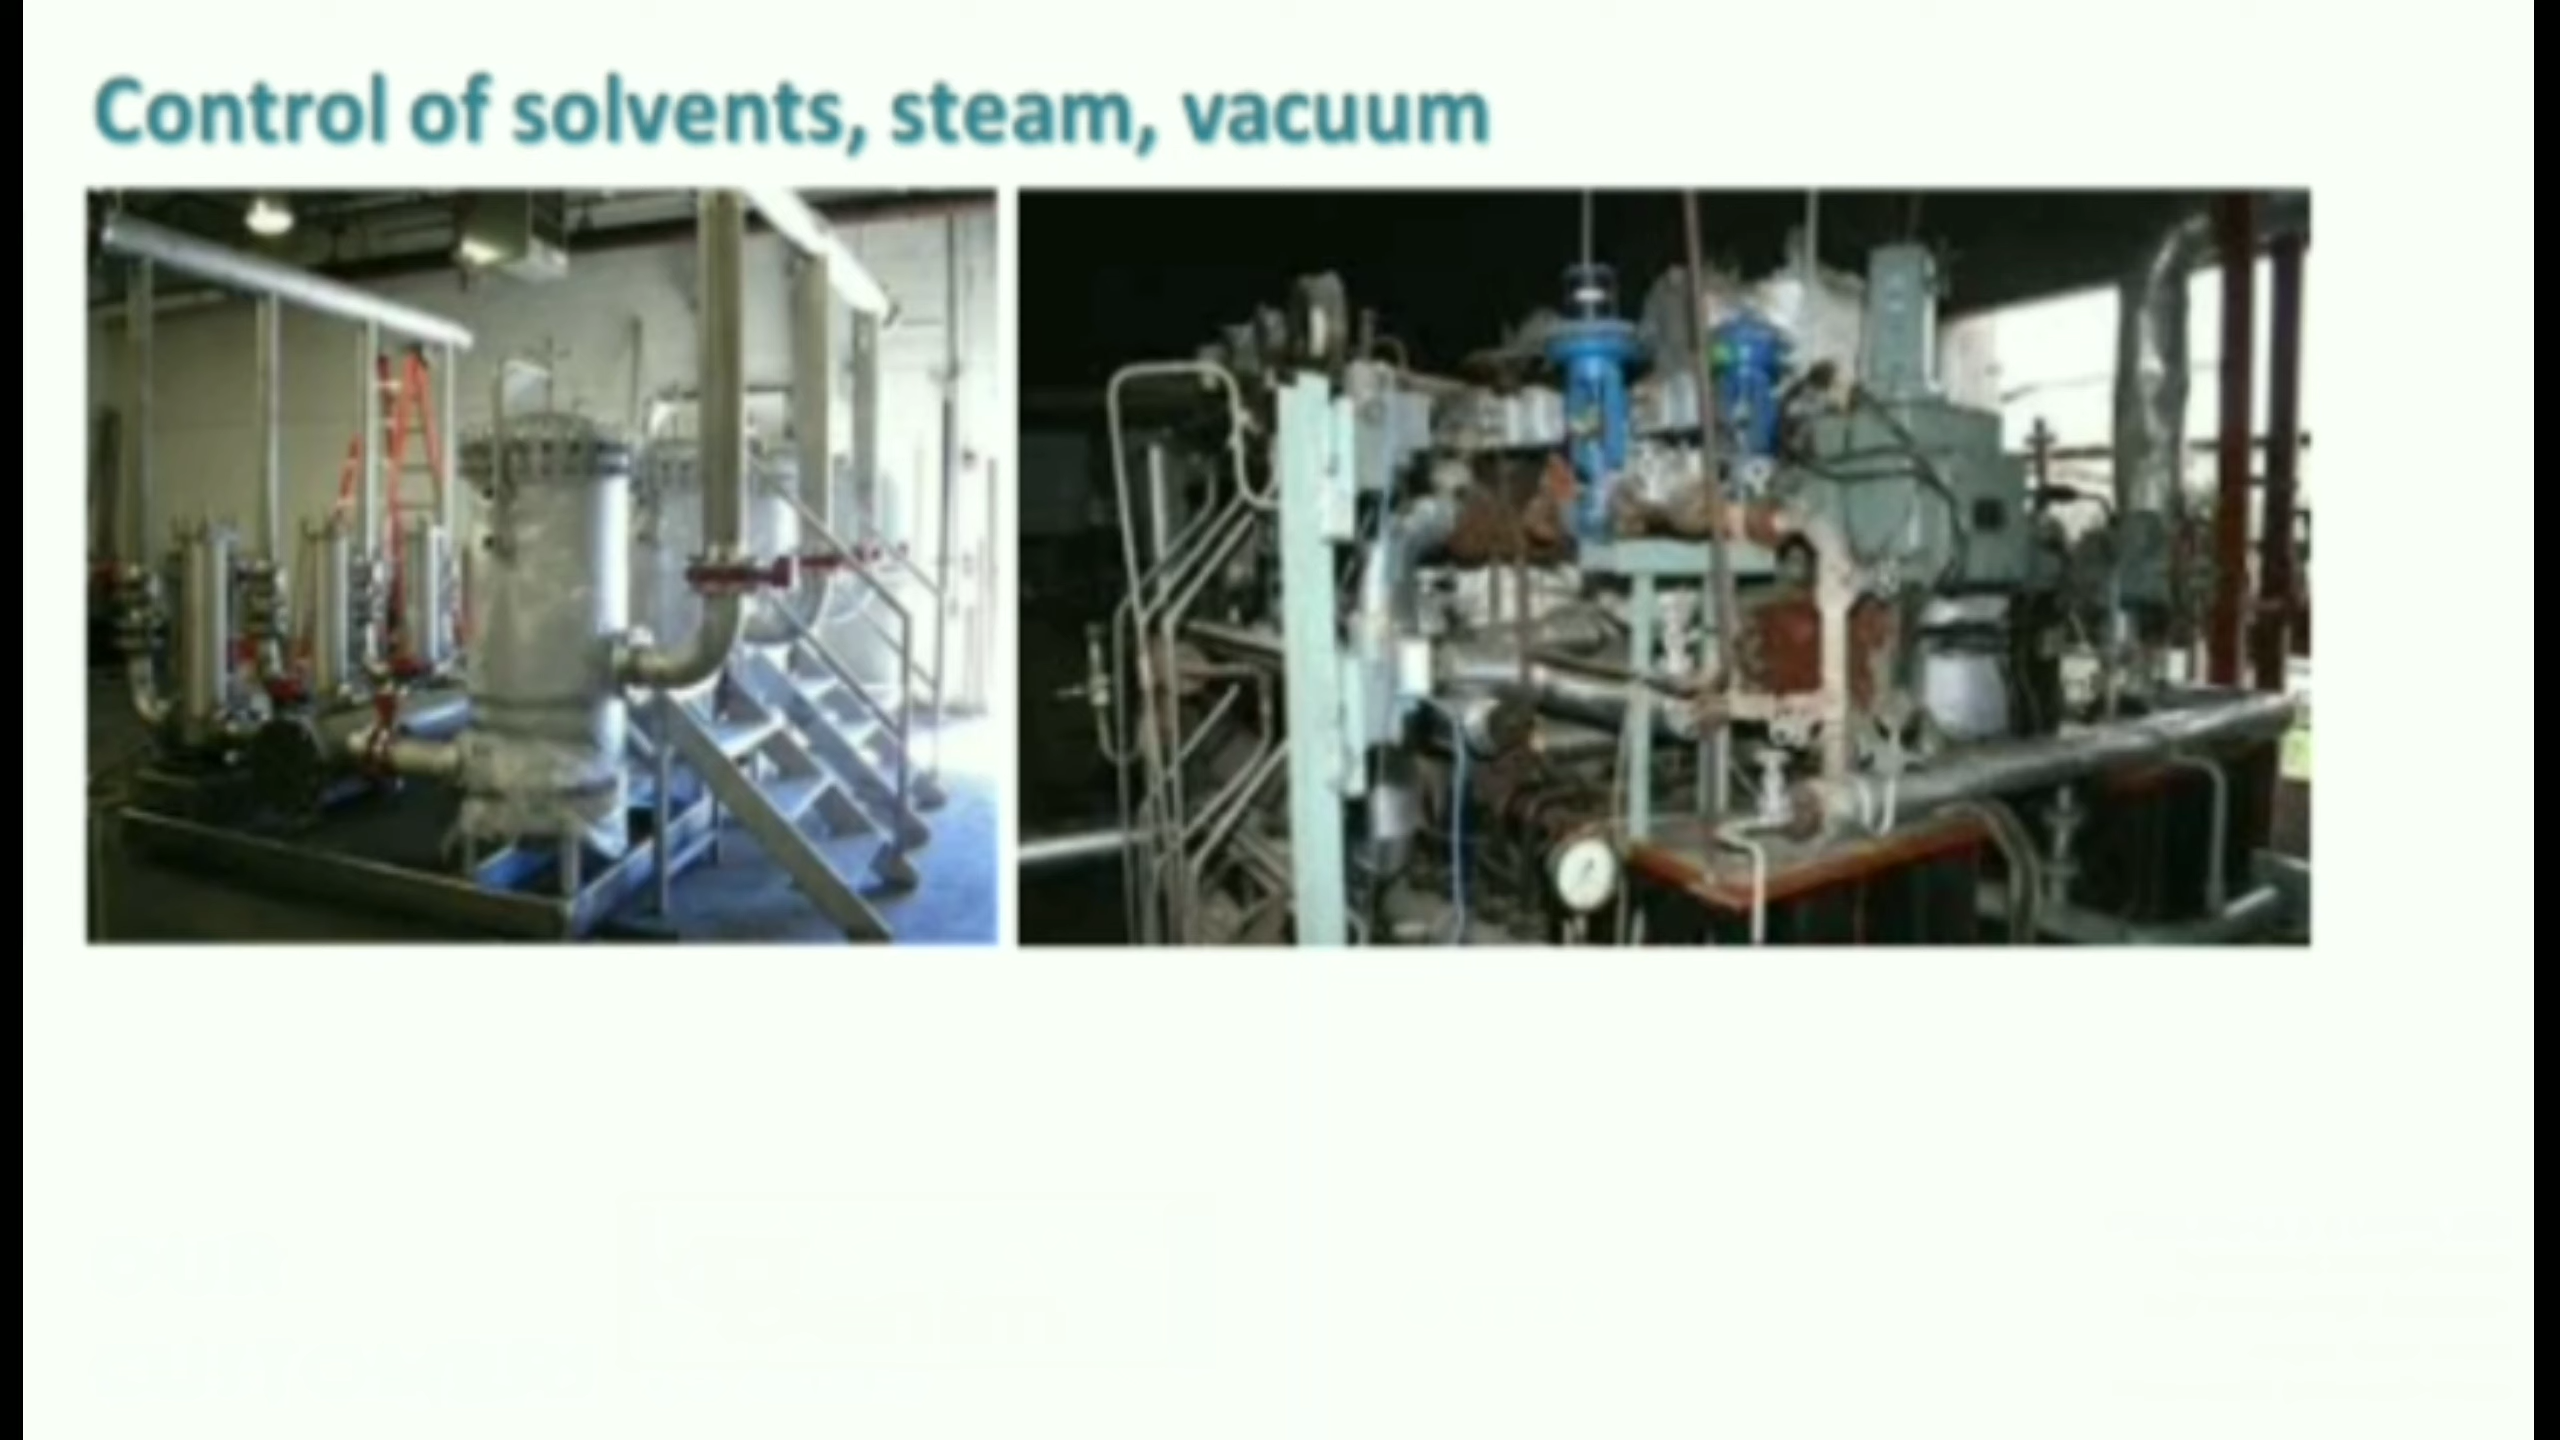 Control of solvents, steam, vacuum